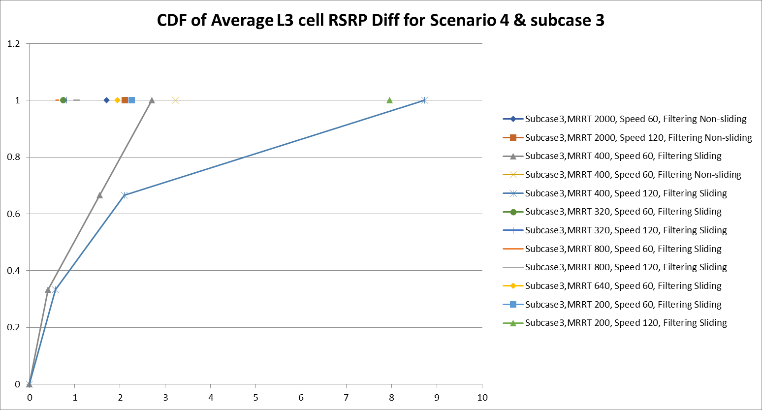 CDF of Average L3 cell RSRP Diff for Scenario 4 & subcase 3
1.2
1
0.8
0.6
0.4
0.2
0
0 1 2 3 4 5 6 7 8 9 10
Subcase3,MRRT 2000, Speed 60, Filtering Non-sliding
Subcase3,MRRT 2000, Speed 120, Filtering Non-sliding
Subcase3,MRRT 400, Speed 60, Filtering Sliding
Subcase3,MRRT 400, Speed 60, Filtering Non-sliding
Subcase3,MRRT 400, Speed 120, Filtering Sliding
Subcase3,MRRT 320, Speed 60, Filtering Sliding
Subcase3,MRRT 320, Speed 120, Filtering Sliding
Subcase3,MRRT 800, Speed 60, Filtering Sliding
Subcase3,MRRT 800, Speed 120, Filtering Sliding
Subcase3,MRRT 640, Speed 60, Filtering Sliding
Subcase3,MRRT 200, Speed 60, Filtering Sliding
Subcase3,MRRT 200, Speed 120, Filtering Sliding